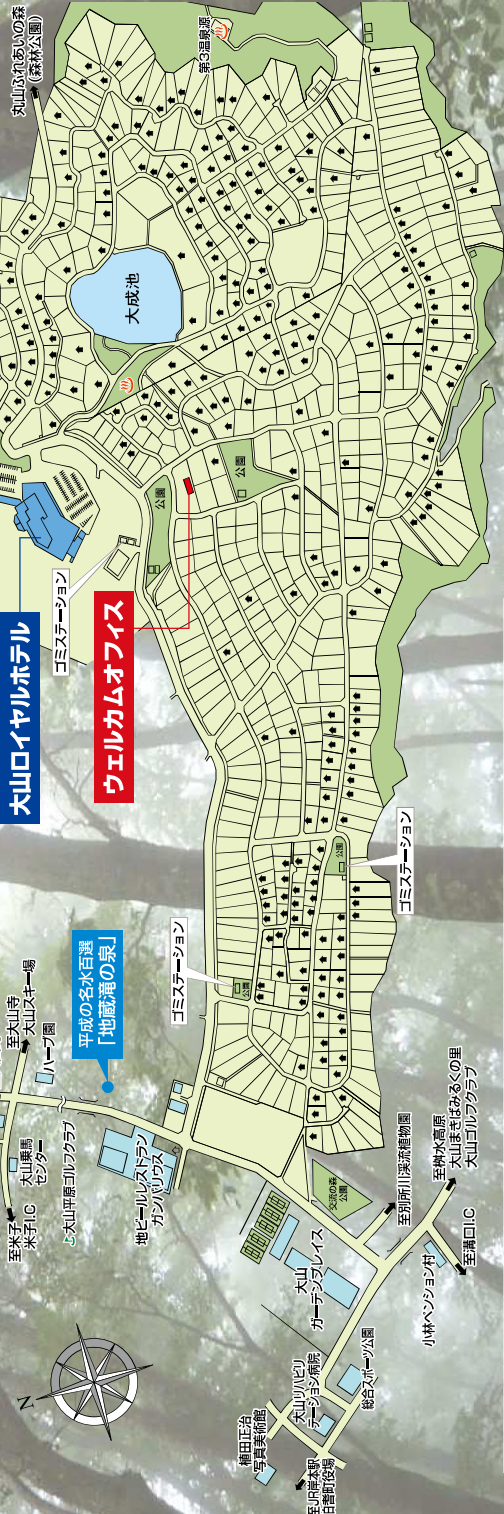 丸山ふれあいの森
(森林公園)
第3温泉源
大成池
大山ロイヤルホテル
ゴミステーション
ウェルカムオフィス
公園
公園
平成の名水百選
「地蔵滝の泉」
ゴミステーション
公園
公園
ゴミステーション
至大山寺
大山スキー場
ハーブ園
至米子
米子I.C
大山乗馬
センター
大山平原ゴルフクラブ
地ビールレストラン
ガンバリウス
交流の森
公園
至別所川渓流植物園
至桝水高原
大山まきばみるくの里
大山ゴルフクラブ
大山
ガーデンプレイス
小林ペンション村
至溝口I.C
N
植田正治
写真美術館
大山リハビリ
テーション病院
総合スポーツ公園
至JR岸本駅
伯耆町役場